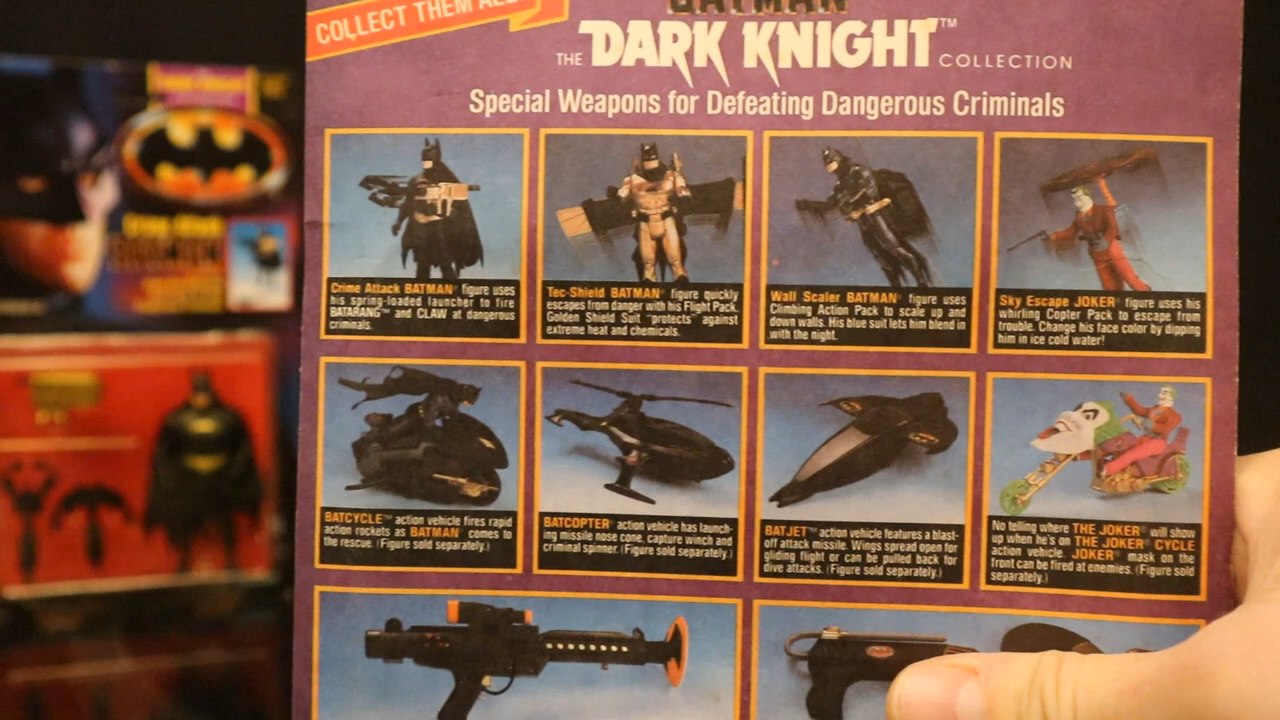 COLLECT THEM ALL
BATMAN
THE DARK KNIGHT™ COLLECTION
Special Weapons for Defeating Dangerous Criminals
Crime Attack BATMAN® figure uses
his spring-loaded launcher to fire
BATARANG™ and CLAW at dangerous
criminals.
Tec-Shield BATMAN® figure quickly
escapes from danger with his Flight Pack.
Golden Shield Suit "protects" against
extreme heat and chemicals.
Wall Scaler BATMAN® figure uses
Climbing Action Pack to scale up and
down walls. His blue suit lets him blend in
with the night.
Sky Escape JOKER® figure uses his
whirling Copter Pack to escape from
trouble. Change his face color by dipping
him in ice cold water!
BATCYCLE™ action vehicle fires rapid
action rockets as BATMAN® comes to
the rescue. (Figure sold separately.)
BATCOPTER® action vehicle has launch-
ing missile nose cone, capture winch and
criminal spinner. (Figure sold separately.)
BATJET™ action vehicle features a blast-
off attack missile. Wings spread open for
gliding flight or can be pulled back for
dive attacks. (Figure sold separately.)
No telling where THE JOKER® will show
up when he's on THE JOKER® CYCLE
action vehicle. JOKER® mask on the
front can be fired at enemies. (Figure sold
separately.)